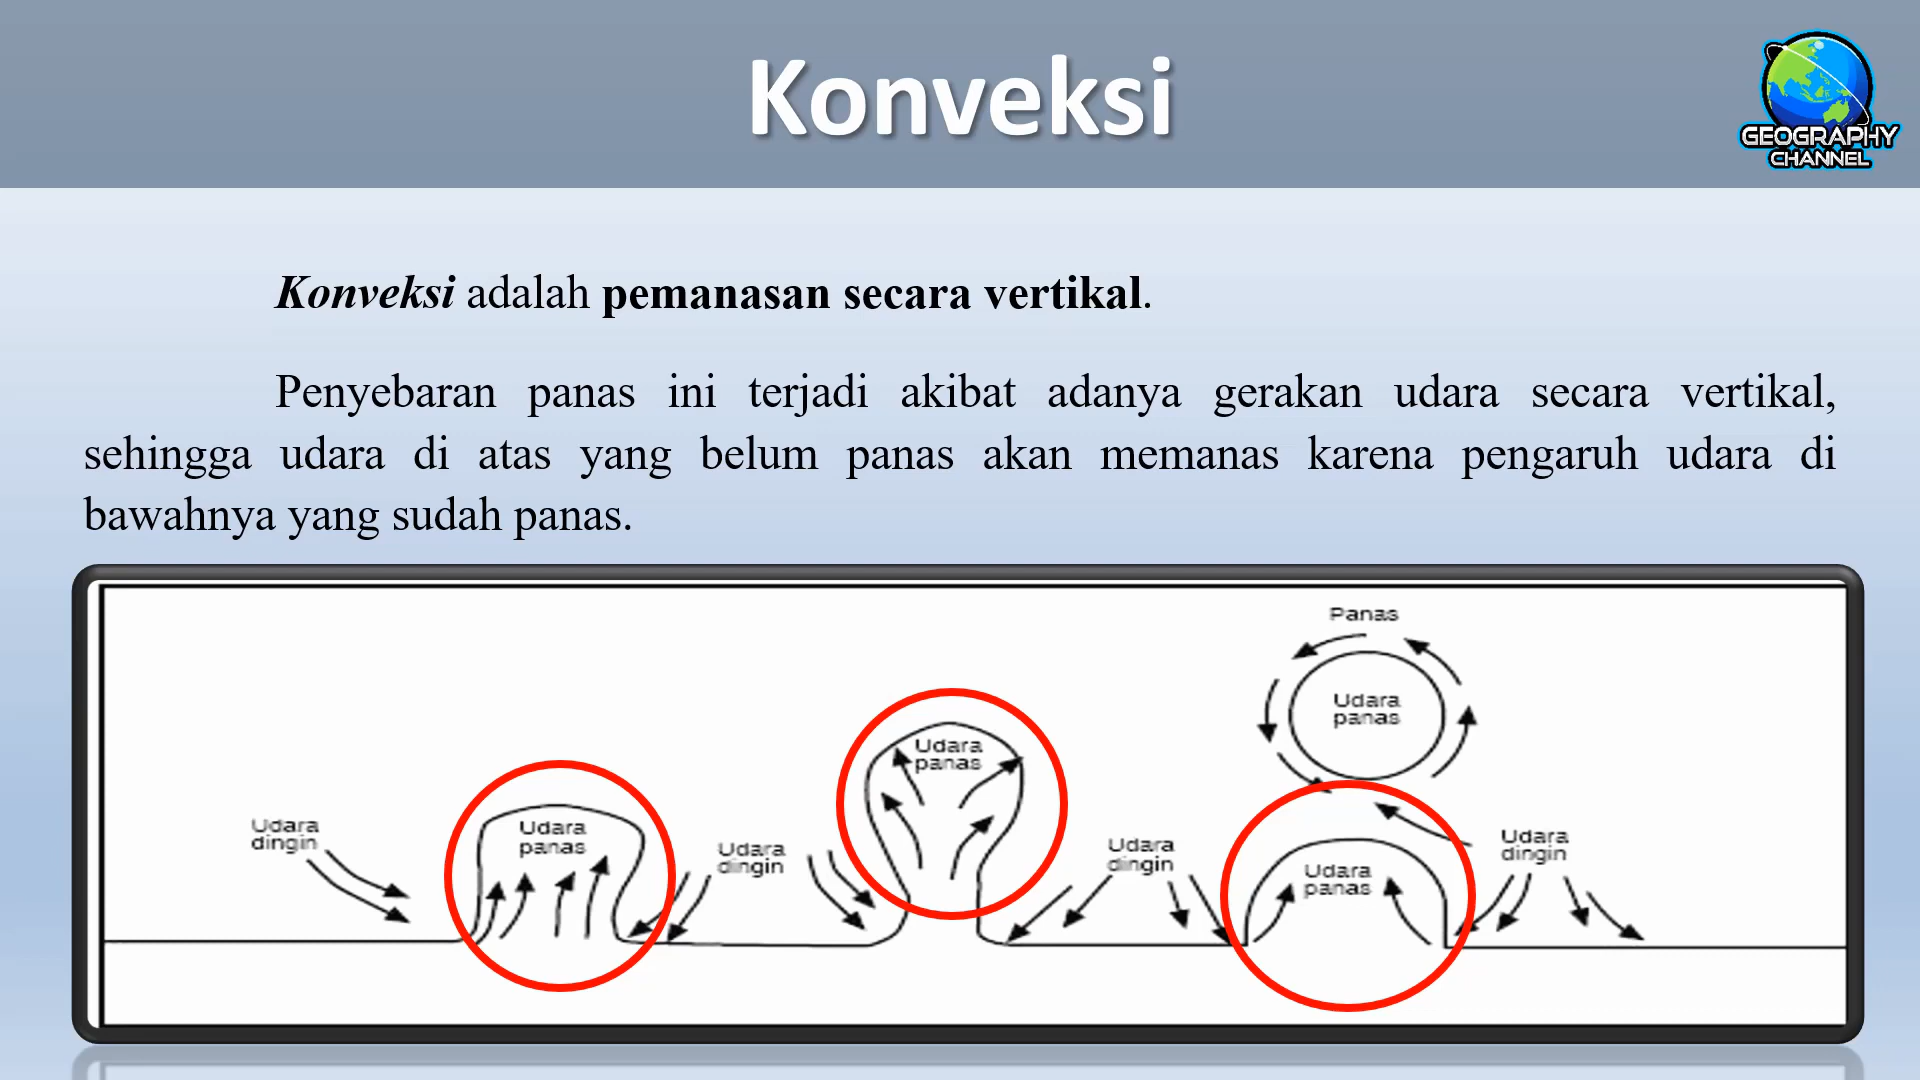 Konveksi
GEOGRAPHY
CHANNEL
Konveksi adalah pemanasan secara vertikal.
Penyebaran panas ini terjadi akibat adanya gerakan udara secara vertikal,
sehingga udara di atas yang belum panas akan memanas karena pengaruh udara di
bawahnya yang sudah panas.
Panas
Udara
panas
Udara
panas
Udara
dingin
Udara
panas
Udara
dingin
Udara
dingin
Udara
panas
Udara
dingin